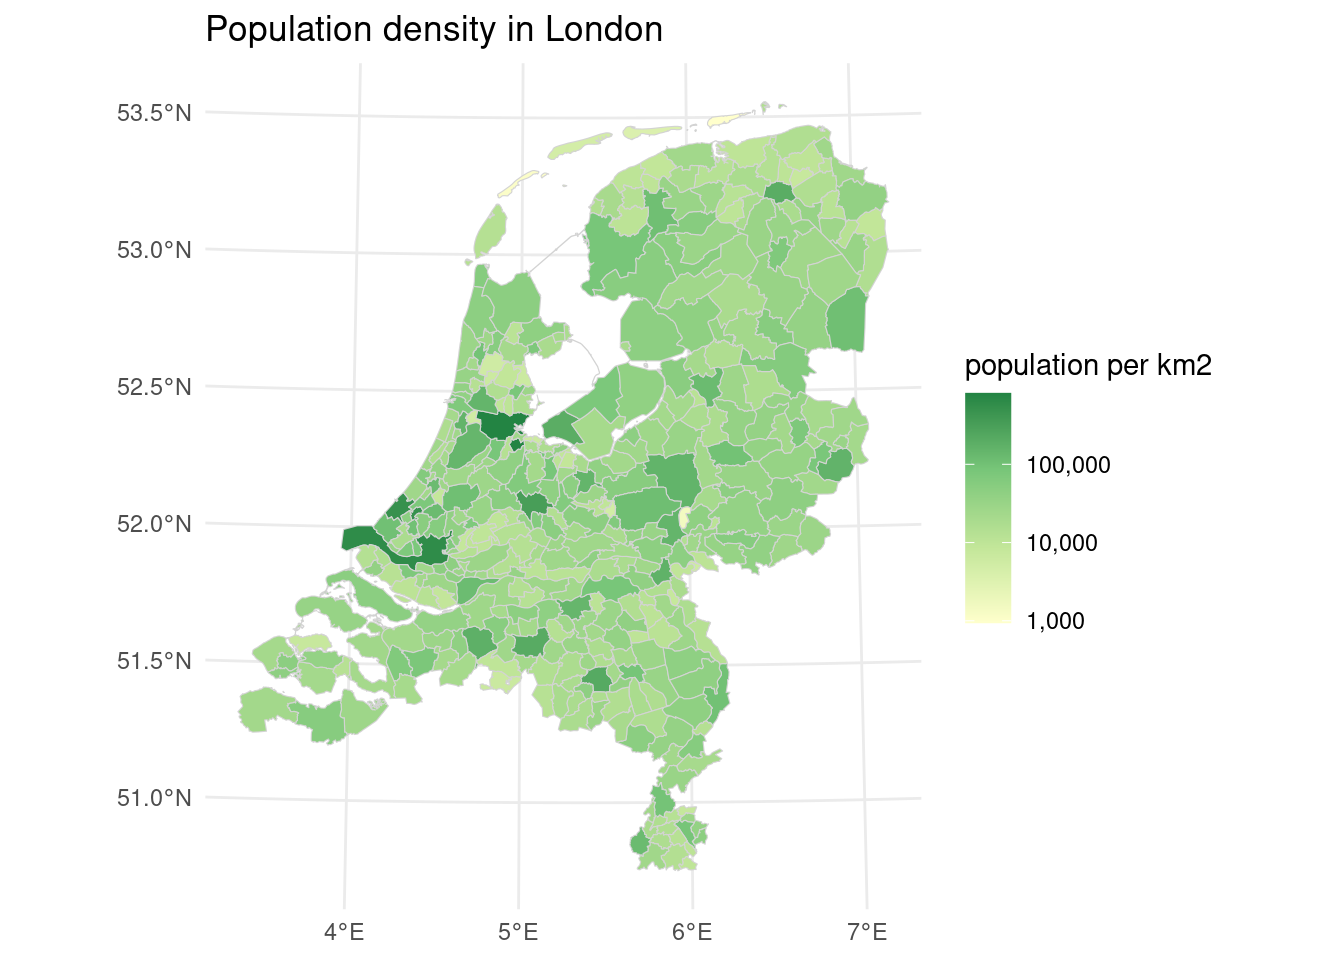 Population density in London
53.5°N
53.0°N
52.5°N
52.0°N
51.5°N
51.0°N
4°E
5°E
6°E
7°E
population per km2
100,000
10,000
1,000